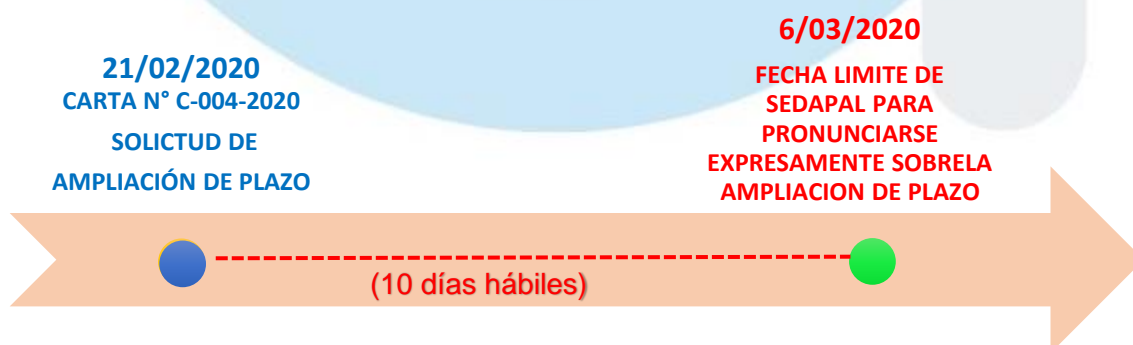 21/02/2020
CARTA N° C-004-2020
SOLICTUD DE
AMPLIACIÓN DE PLAZO
6/03/2020
FECHA LIMITE DE
SEDAPAL PARA
PRONUNCIARSE
EXPRESAMENTE SOBRELA
AMPLIACION DE PLAZO
(10 días hábiles)